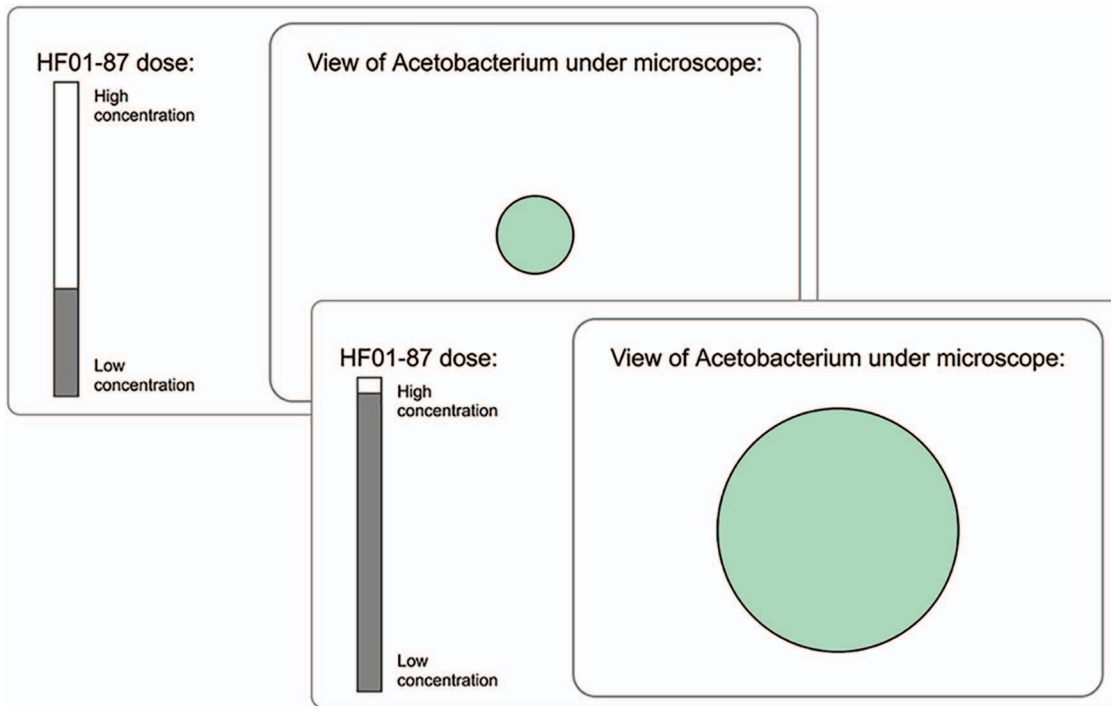 HF01-87 dose:
High
concentration
Low
concentration
View of Acetobacterium under microscope:
HF01-87 dose:
High
concentration
Low
concentration
View of Acetobacterium under microscope: